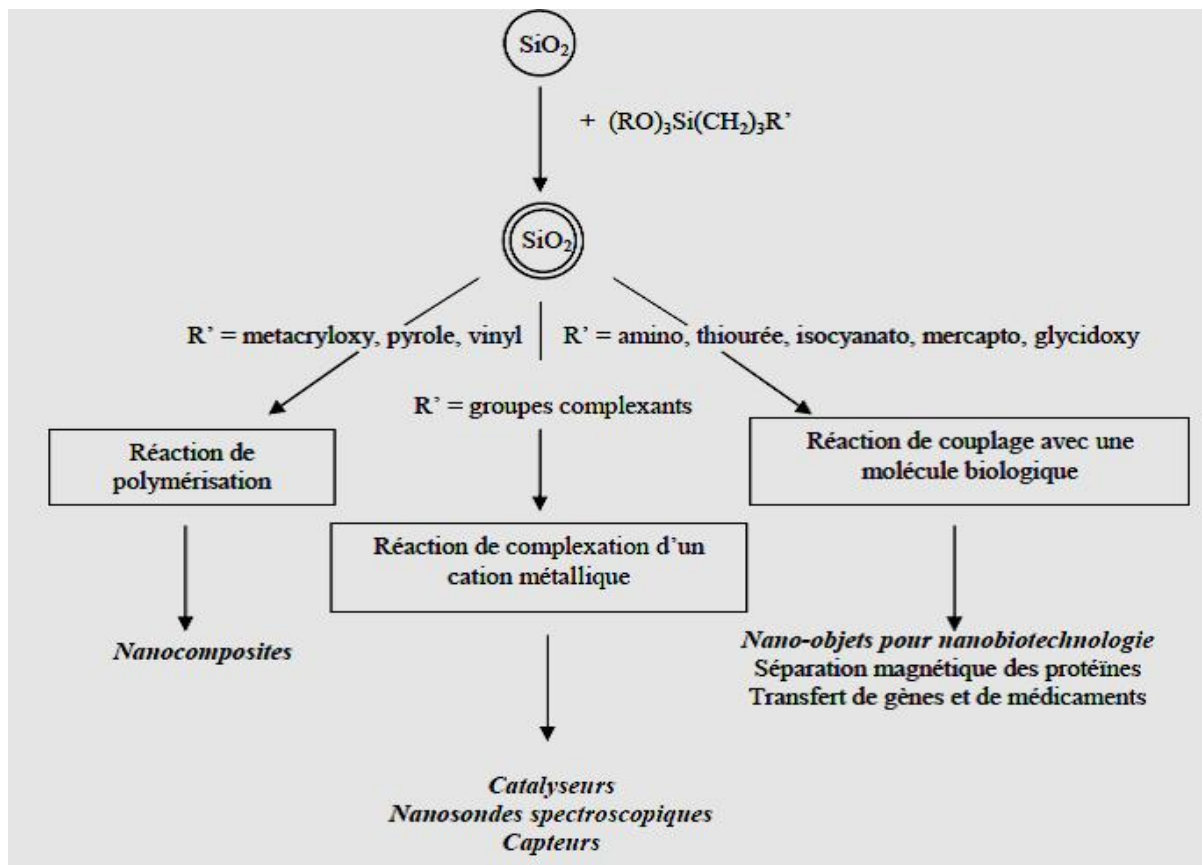 SiO₂
+ (RO)₃Si(CH₂)₃R’
SiO₂
R’ = metacryloxy, pyrole, vinyl
R’ = amino, thiourée, isocyanato, mercapto, glycidoxy
R’ = groupes complexants
Réaction de
polymérisation
Réaction de complexation d’un
cation métallique
Réaction de couplage avec une
molécule biologique
Nanocomposites
Catalyseurs
Nanosondes spectroscopiques
Capteurs
Nano-objets pour nanobiotechnologie
Séparation magnétique des protéïnes
Transfert de gènes et de médicaments